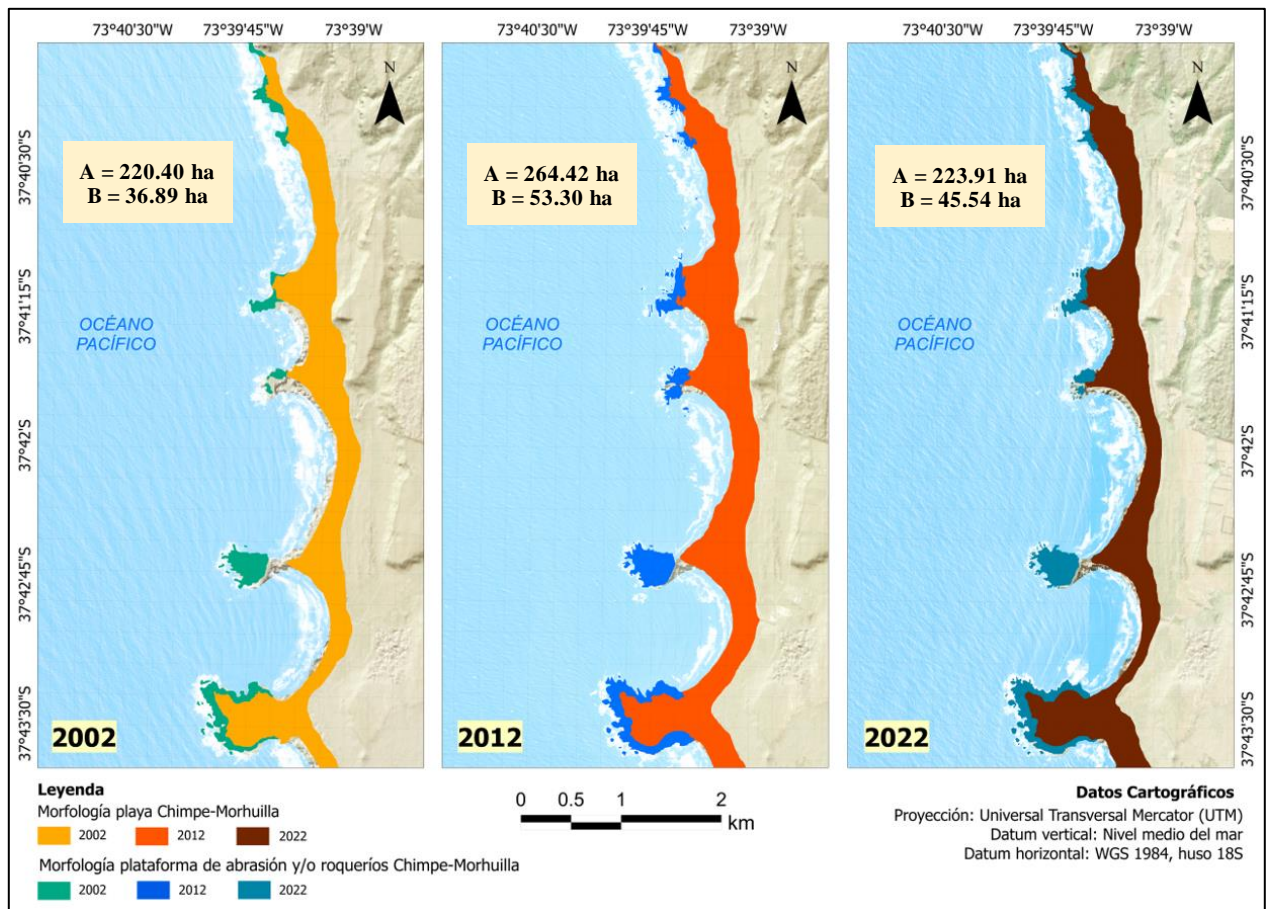 73°40'30"W 73°39'45"W 73°39'W
73°40'30"W 73°39'45"W 73°39'W
73°40'30"W 73°39'45"W 73°39'W
37°40'30"S
37°41'15"S
37°42'S
37°42'45"S
37°43'30"S
N
A = 220.40 ha
B = 36.89 ha
OCÉANO
PACÍFICO
2002
N
A = 264.42 ha
B = 53.30 ha
OCÉANO
PACÍFICO
2012
N
A = 223.91 ha
B = 45.54 ha
OCÉANO
PACÍFICO
2022
37°40'30"S
37°41'15"S
37°42'S
37°42'45"S
37°43'30"S
Leyenda
Morfología playa Chimpe-Morhuilla
2002 2012 2022
Morfología plataforma de abrasión y/o roqueríos Chimpe-Morhuilla
2002 2012 2022
0 0.5 1 2
km
Datos Cartográficos
Proyección: Universal Transversal Mercator (UTM)
Datum vertical: Nivel medio del mar
Datum horizontal: WGS 1984, huso 18S